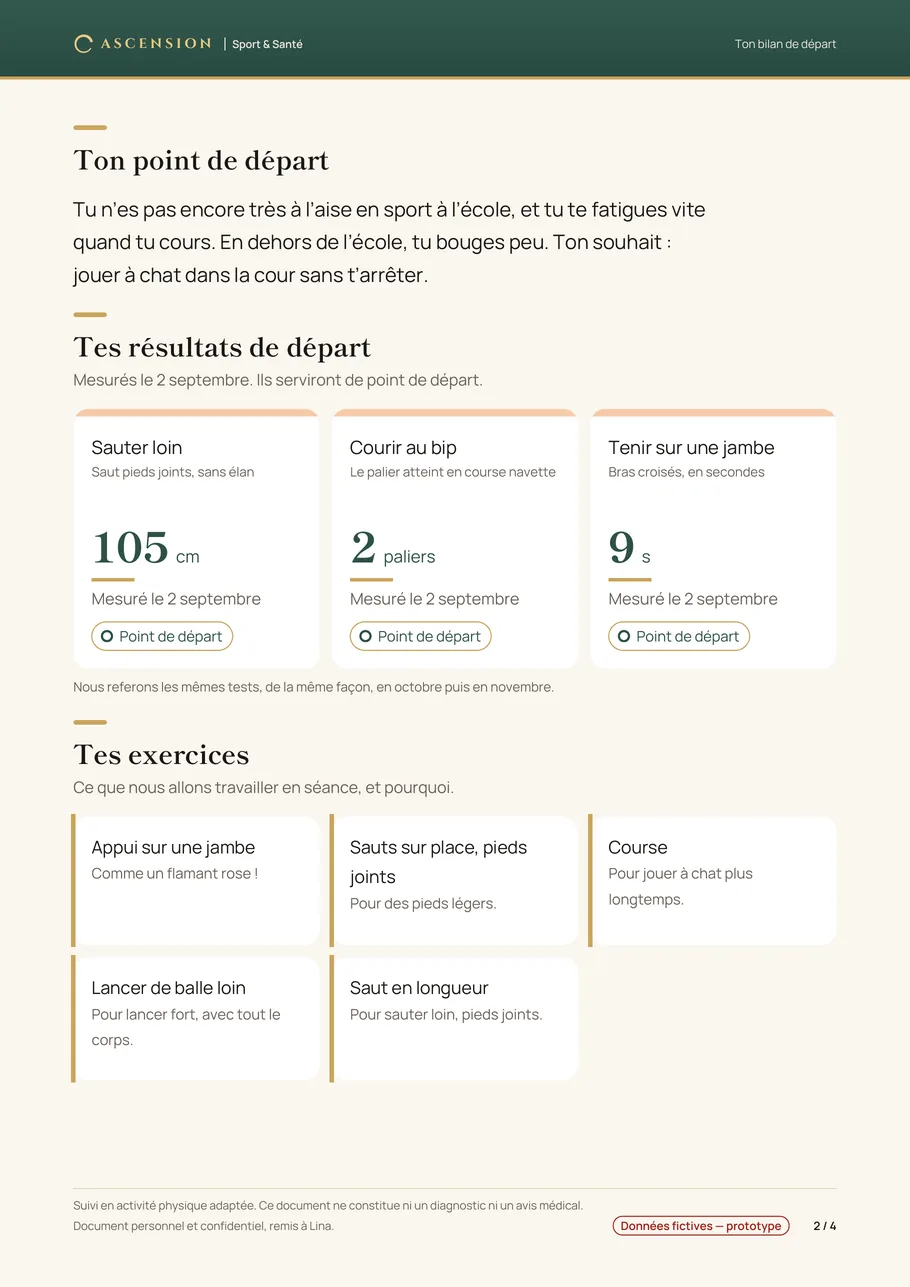 ASCENSION | Sport & Santé
Ton bilan de départ
Ton point de départ
Tu n’es pas encore très à l’aise en sport à l’école, et tu te fatigues vite
quand tu cours. En dehors de l’école, tu bouges peu. Ton souhait :
jouer à chat dans la cour sans t’arrêter.
Tes résultats de départ
Mesurés le 2 septembre. Ils serviront de point de départ.
Sauter loin
Saut pieds joints, sans élan
105 cm
Mesuré le 2 septembre
Point de départ
Courir au bip
Le palier atteint en course navette
2 paliers
Mesuré le 2 septembre
Point de départ
Tenir sur une jambe
Bras croisés, en secondes
9 s
Mesuré le 2 septembre
Point de départ
Nous referons les mêmes tests, de la même façon, en octobre puis en novembre.
Tes exercices
Ce que nous allons travailler en séance, et pourquoi.
Appui sur une jambe
Comme un flamant rose !
Sauts sur place, pieds
joints
Pour des pieds légers.
Course
Pour jouer à chat plus
longtemps.
Lancer de balle loin
Pour lancer fort, avec tout le
corps.
Saut en longueur
Pour sauter loin, pieds joints.
Suivi en activité physique adaptée. Ce document ne constitue ni un diagnostic ni un avis médical.
Document personnel et confidentiel, remis à Lina.
Données fictives — prototype
2 / 4